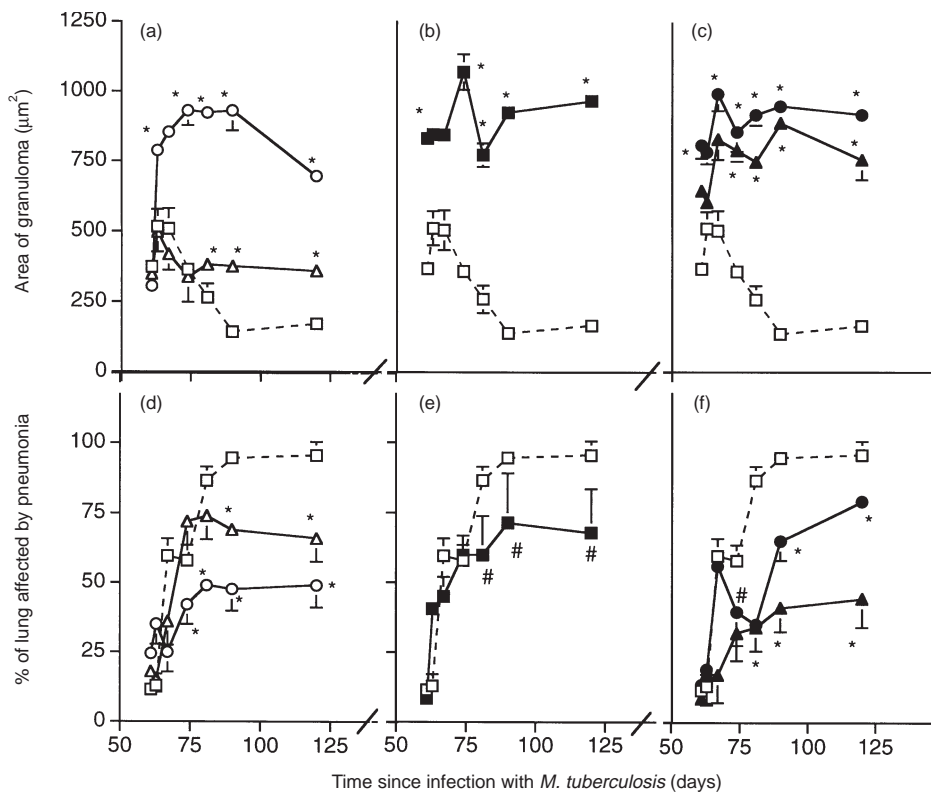 (a) (b) (c)
Area of granuloma (µm²)
1000
750
500
250
0
* * * * *
* * *
* * * * *
* * * * * *
* * * * *
(d) (e) (f)
% of lung affected by pneumonia
100
75
50
25
0
* *
* * * *
# # #
# * * * * *
50 75 100 125 50 75 100 125 50 75 100 125
Time since infection with M. tuberculosis (days)